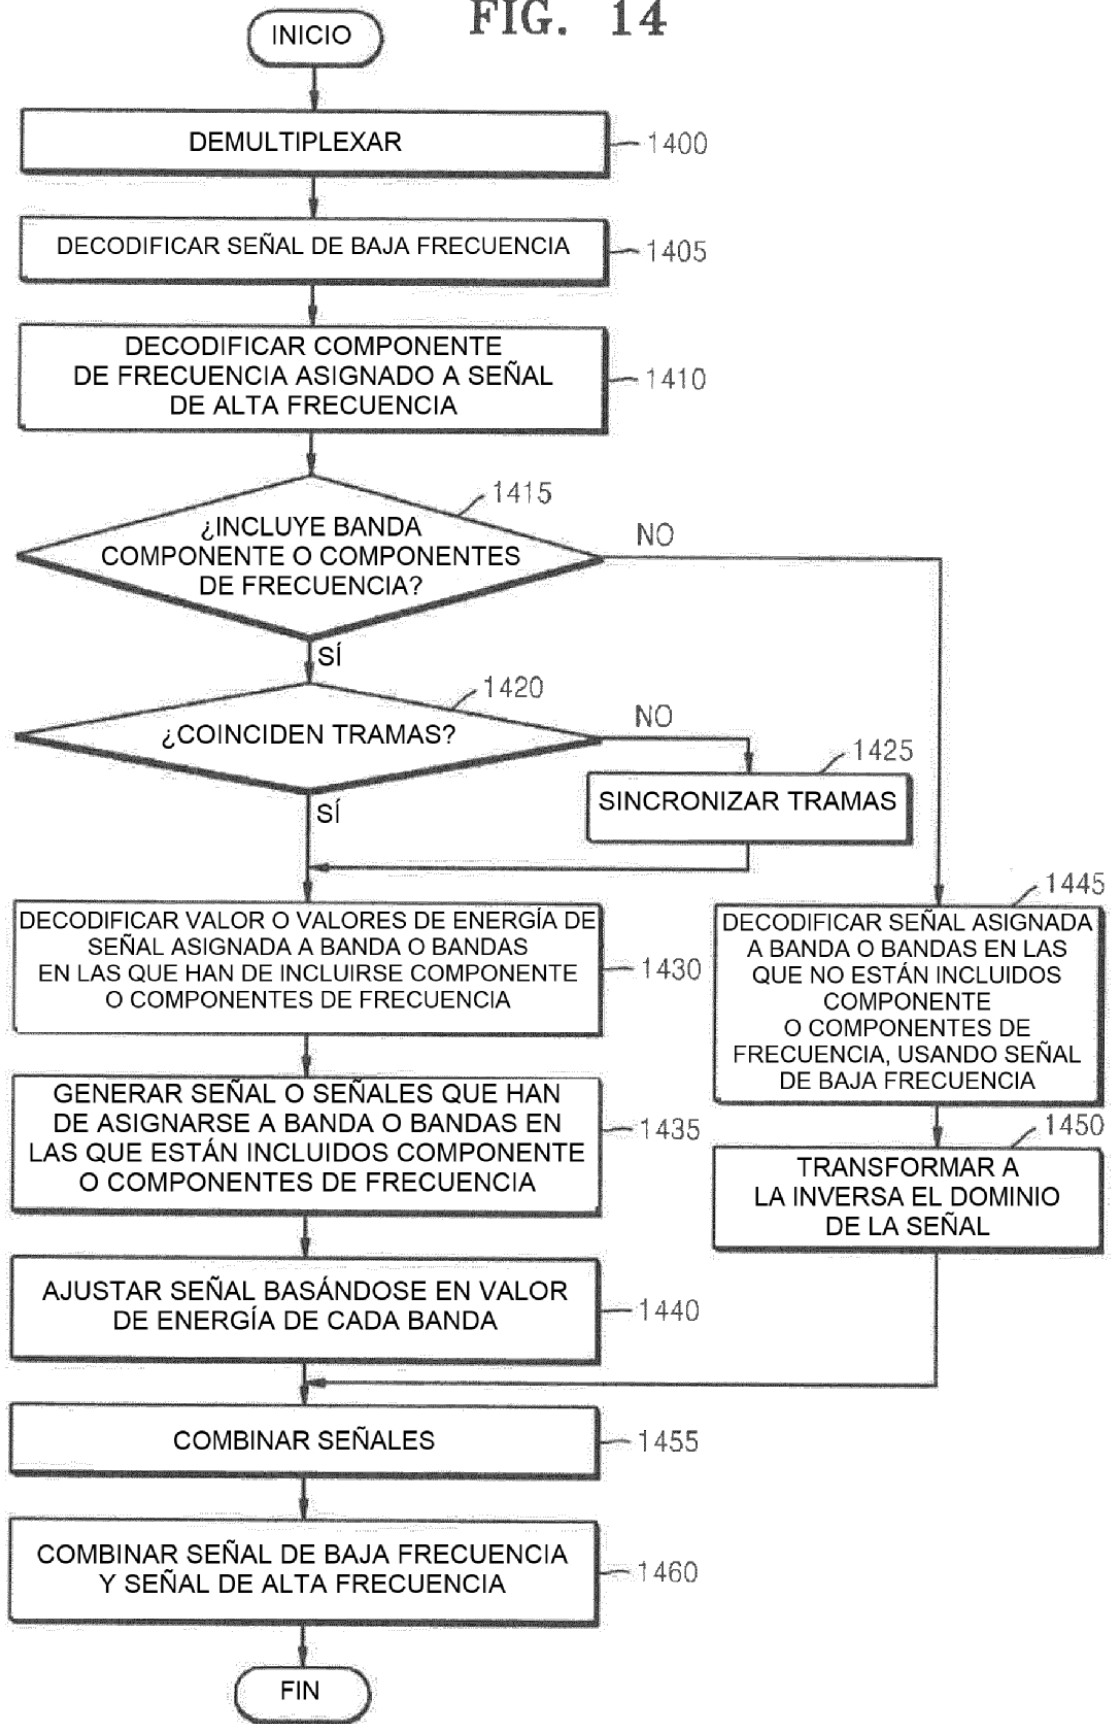 FIG. 14
INICIO
DEMULTIPLEXAR
1400
DECODIFICAR SEÑAL DE BAJA FRECUENCIA
1405
DECODIFICAR COMPONENTE
DE FRECUENCIA ASIGNADO A SEÑAL
DE ALTA FRECUENCIA
1410
1415
¿INCLUYE BANDA
COMPONENTE O COMPONENTES
DE FRECUENCIA?
NO
SÍ
1420
¿COINCIDEN TRAMAS?
NO
SÍ
1425
SINCRONIZAR TRAMAS
DECODIFICAR VALOR O VALORES DE ENERGÍA DE
SEÑAL ASIGNADA A BANDA O BANDAS
EN LAS QUE HAN DE INCLUIRSE COMPONENTE
O COMPONENTES DE FRECUENCIA
1430
1445
DECODIFICAR SEÑAL ASIGNADA
A BANDA O BANDAS EN LAS
QUE NO ESTÁN INCLUIDOS
COMPONENTE
O COMPONENTES DE
FRECUENCIA, USANDO SEÑAL
DE BAJA FRECUENCIA
GENERAR SEÑAL O SEÑALES QUE HAN
DE ASIGNARSE A BANDA O BANDAS EN
LAS QUE ESTÁN INCLUIDOS COMPONENTE
O COMPONENTES DE FRECUENCIA
1435
1450
TRANSFORMAR A
LA INVERSA EL DOMINIO
DE LA SEÑAL
AJUSTAR SEÑAL BASÁNDOSE EN VALOR
DE ENERGÍA DE CADA BANDA
1440
COMBINAR SEÑALES
1455
COMBINAR SEÑAL DE BAJA FRECUENCIA
Y SEÑAL DE ALTA FRECUENCIA
1460
FIN